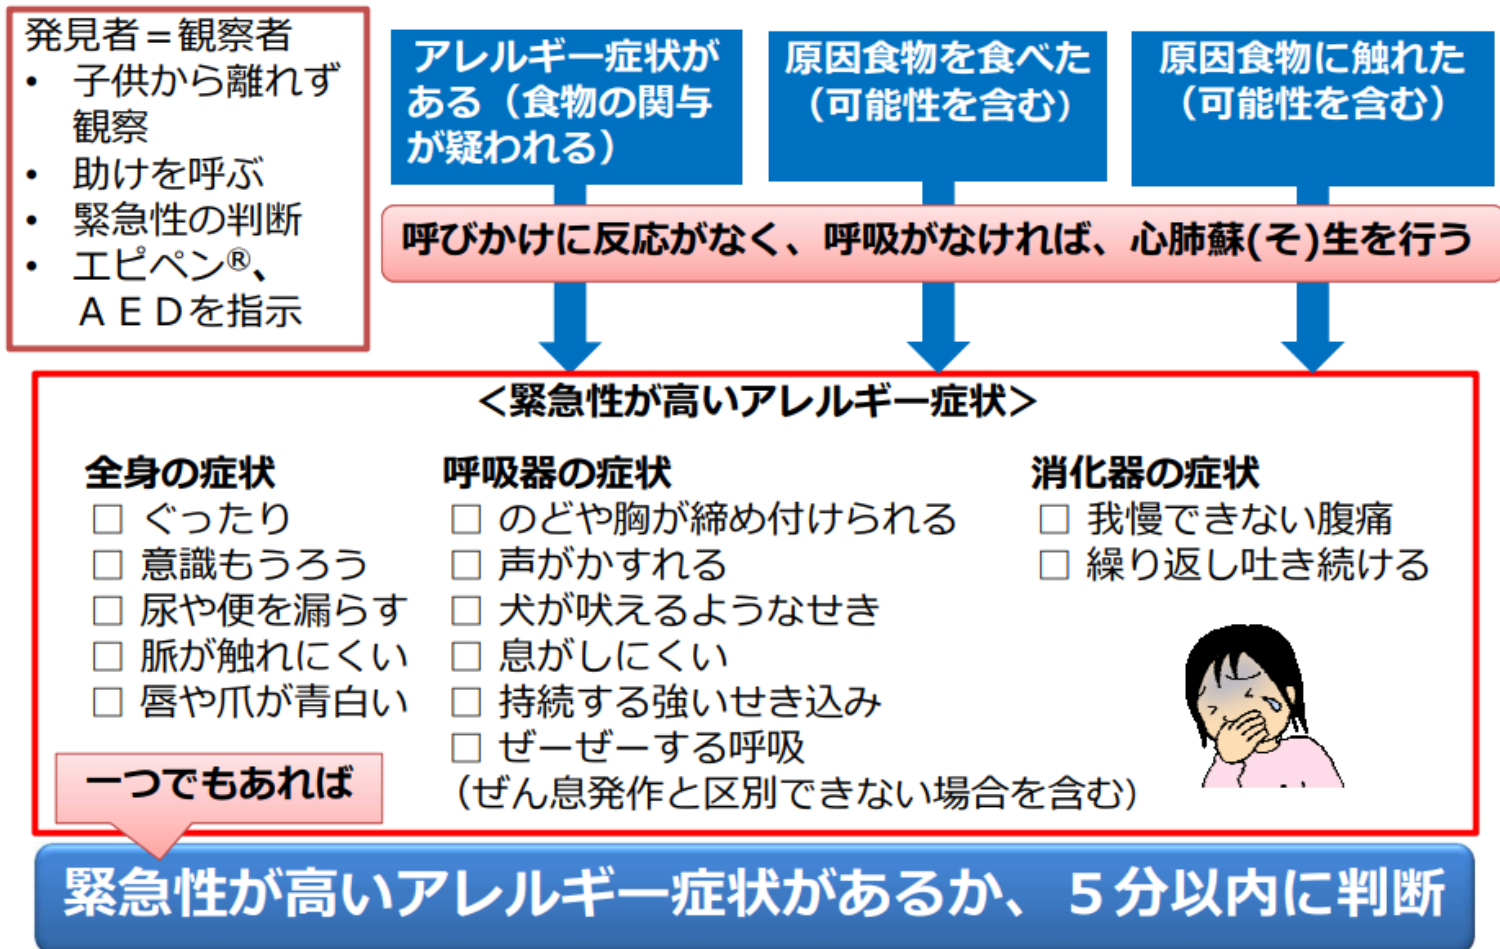 発見者＝観察者
• 子供から離れず
観察
• 助けを呼ぶ
• 緊急性の判断
• エピペン®、
ＡＥＤを指示
アレルギー症状が
ある（食物の関与
が疑われる）
原因食物を食べた
（可能性を含む）
原因食物に触れた
（可能性を含む）
呼びかけに反応がなく、呼吸がなければ、心肺蘇(そ)生を行う
＜緊急性が高いアレルギー症状＞
全身の症状
□ ぐったり
□ 意識もうろう
□ 尿や便を漏らす
□ 脈が触れにくい
□ 唇や爪が青白い
呼吸器の症状
□ のどや胸が締め付けられる
□ 声がかすれる
□ 犬が吠えるようなせき
□ 息がしにくい
□ 持続する強いせき込み
□ ぜーぜーする呼吸
（ぜん息発作と区別できない場合を含む）
消化器の症状
□ 我慢できない腹痛
□ 繰り返し吐き続ける
一つでもあれば
緊急性が高いアレルギー症状があるか、５分以内に判断